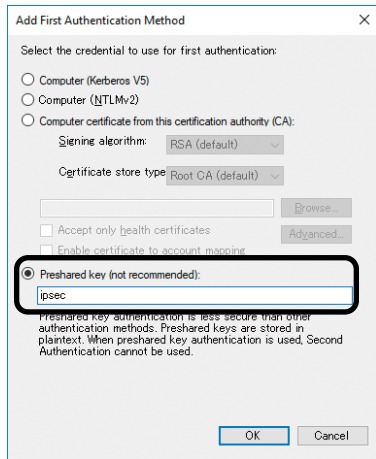 Add First Authentication Method
Select the credential to use for first authentication:
Computer (Kerberos V5)
Computer (NTLMv2)
Computer certificate from this certification authority (CA):
Signing algorithm: RSA (default)
Certificate store type Root CA (default)
Browse...
Accept only health certificates
Advanced...
Enable certificate to account mapping
Preshared key (not recommended):
ipsec
Preshared key authentication is less secure than other
authentication methods. Preshared keys are stored in
plaintext. When preshared key authentication is used, Second
Authentication cannot be used.
OK Cancel